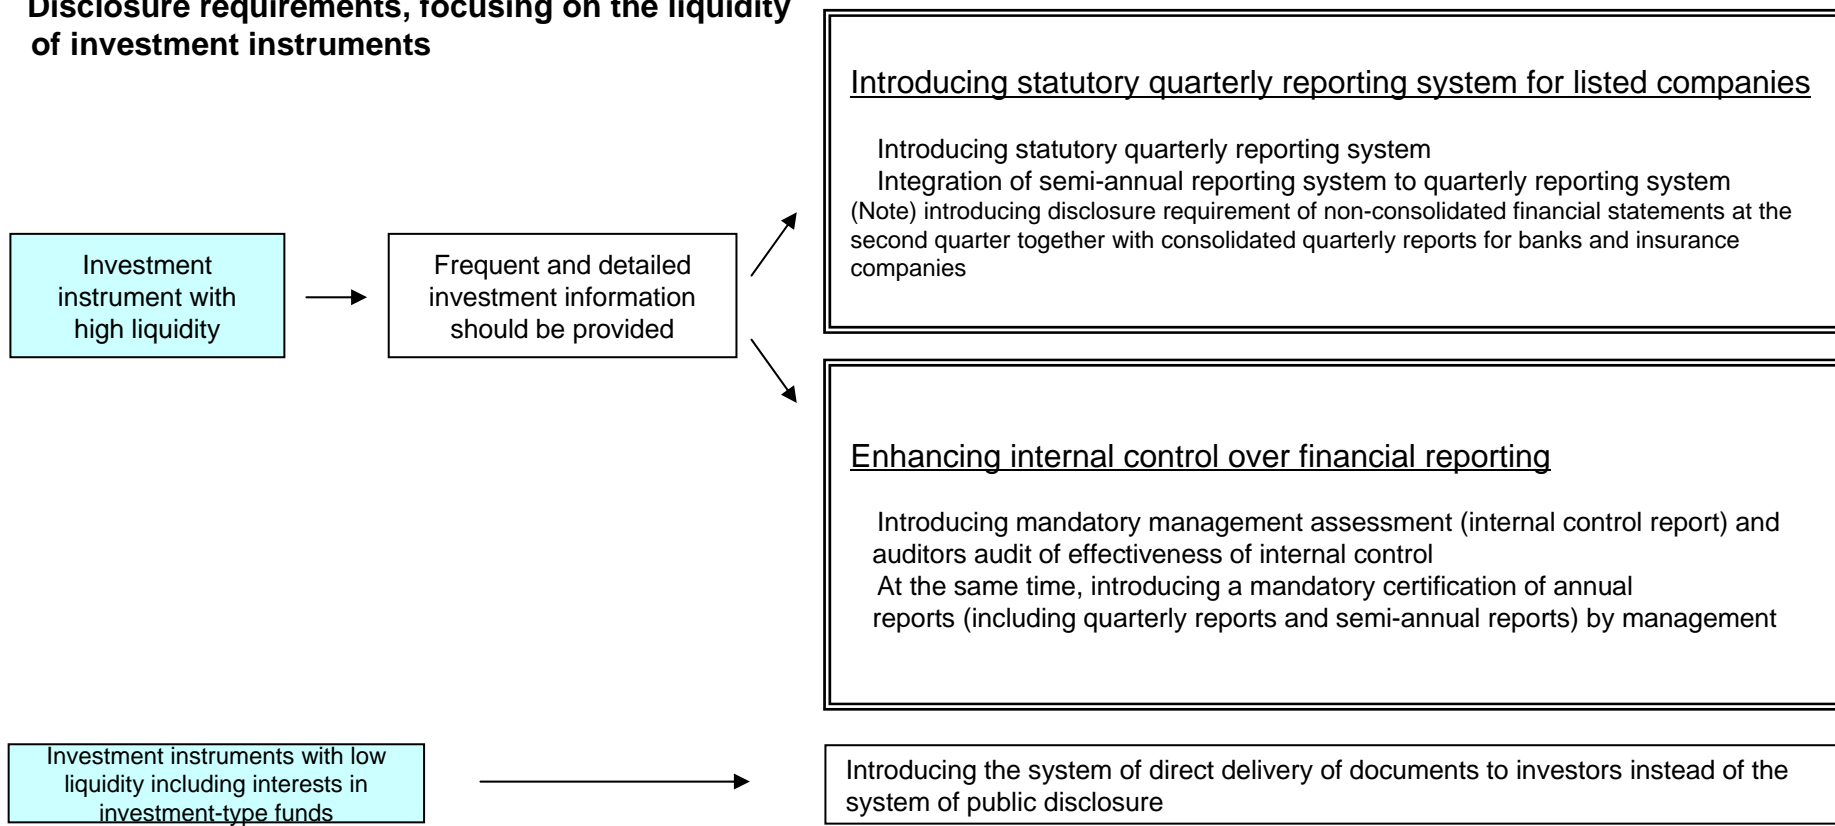 Disclosure requirements, focusing on the liquidity
of investment instruments
Introducing statutory quarterly reporting system for listed companies
Introducing statutory quarterly reporting system
Integration of semi-annual reporting system to quarterly reporting system
(Note) introducing disclosure requirement of non-consolidated financial statements at the
second quarter together with consolidated quarterly reports for banks and insurance
companies
Investment
instrument with
high liquidity
Frequent and detailed
investment information
should be provided
Enhancing internal control over financial reporting
Introducing mandatory management assessment (internal control report) and
auditors audit of effectiveness of internal control
At the same time, introducing a mandatory certification of annual
reports (including quarterly reports and semi-annual reports) by management
Investment instruments with low
liquidity including interests in
investment-type funds
Introducing the system of direct delivery of documents to investors instead of the
system of public disclosure